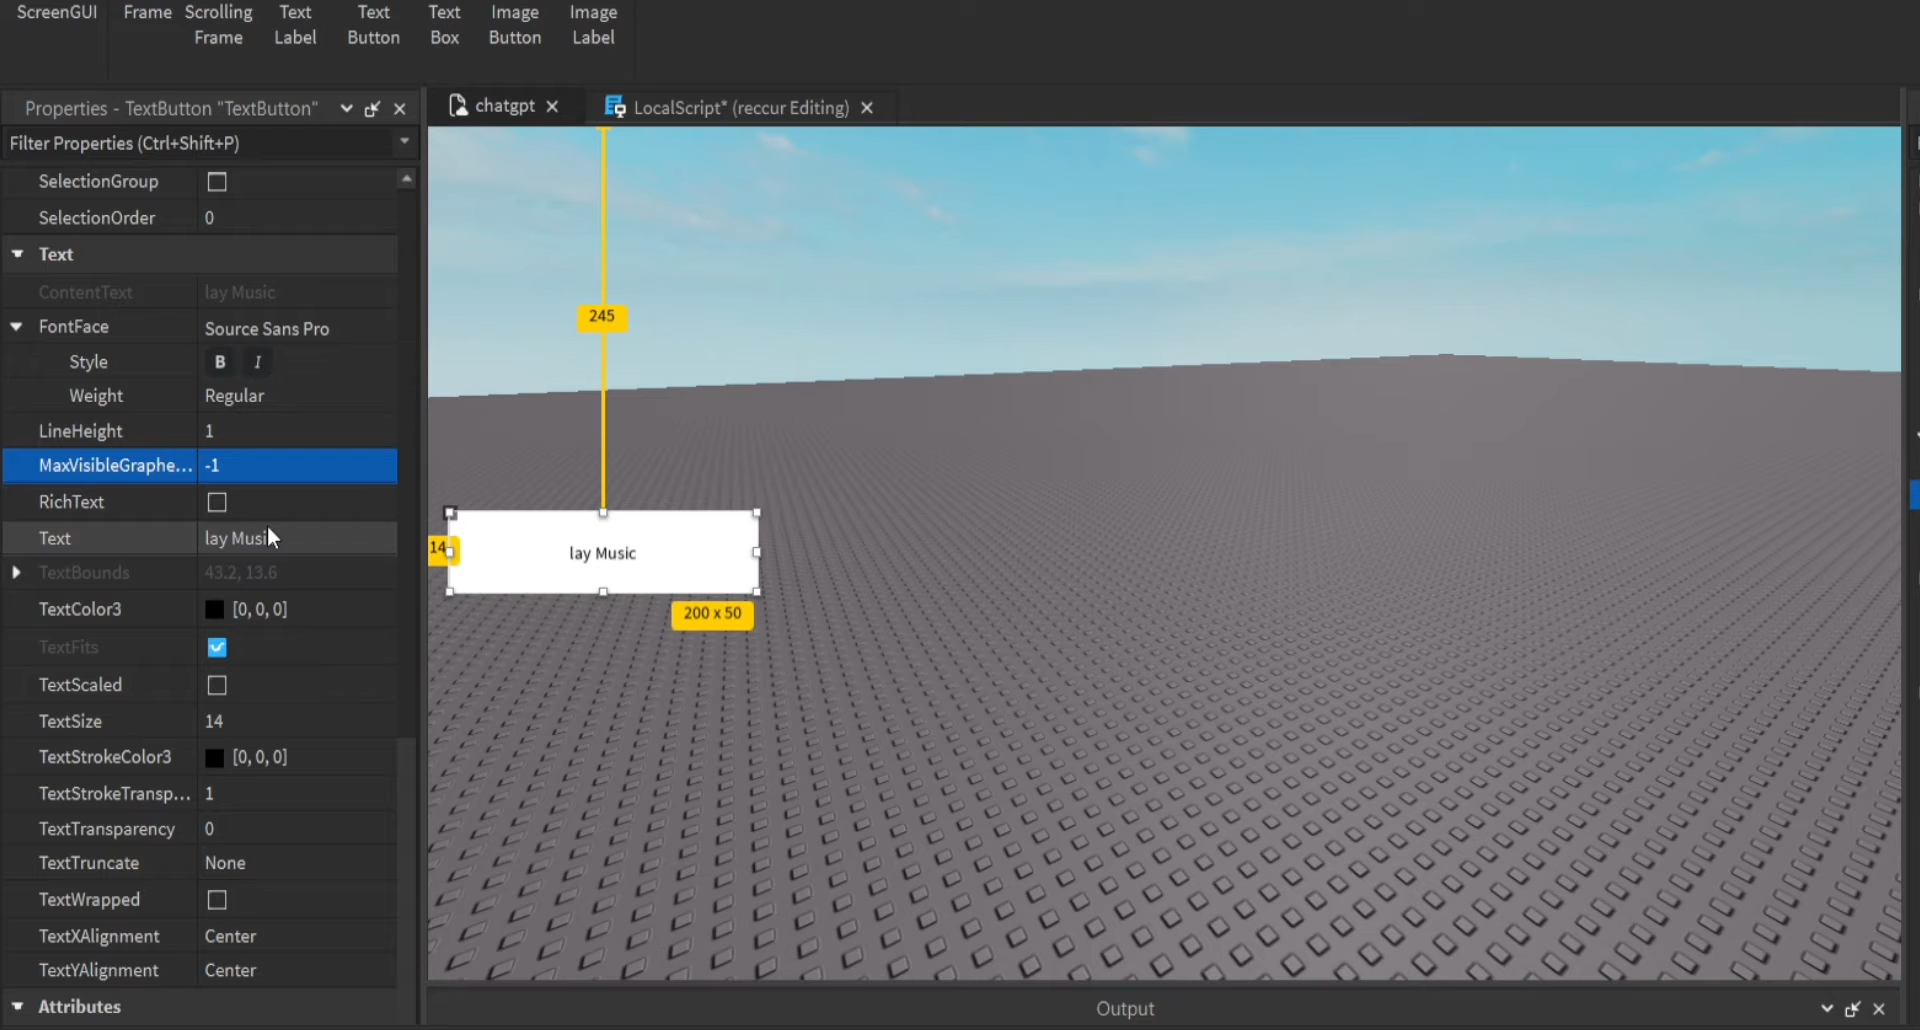 ScreenGUI
Frame
Scrolling
Frame
Text
Label
Text
Button
Text
Box
Image
Button
Image
Label
Properties - TextButton "TextButton"
Filter Properties (Ctrl+Shift+P)
SelectionGroup
SelectionOrder 0
Text
ContentText lay Music
FontFace Source Sans Pro
Style B I
Weight Regular
LineHeight 1
MaxVisibleGraphe... -1
RichText
Text lay Musi
TextBounds 43.2, 13.6
TextColor3 [0, 0, 0]
TextFits
TextScaled
TextSize 14
TextStrokeColor3 [0, 0, 0]
TextStrokeTransp... 1
TextTransparency 0
TextTruncate None
TextWrapped
TextXAlignment Center
TextYAlignment Center
Attributes
chatgpt
LocalScript* (reccur Editing)
245
14
lay Music
200 x 50
Output